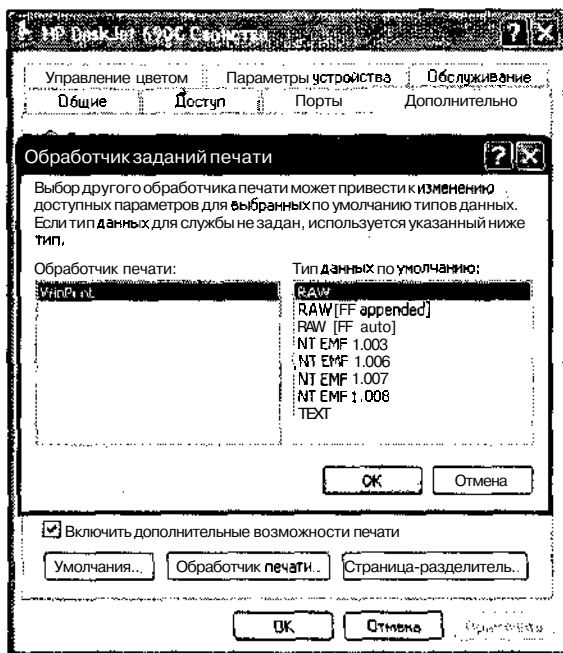 HP DeskJet 690C Свойства
Управление цветом Параметры устройства Обслуживание
Общие Доступ Порты Дополнительно
Обработчик заданий печати
Выбор другого обработчика печати может привести к изменению
доступных параметров для выбранных по умолчанию типов данных.
Если тип данных для службы не задан, используется указанный ниже
тип.
Обработчик печати: Тип данных по умолчанию:
WinPrint RAW
RAW [FF appended]
RAW [FF auto]
NT EMF 1.003
NT EMF 1.006
NT EMF 1.007
NT EMF 1.008
TEXT
OK Отмена
Включить дополнительные возможности печати
Умолчания... Обработчик печати... Страница-разделитель...
OK Отмена Применить